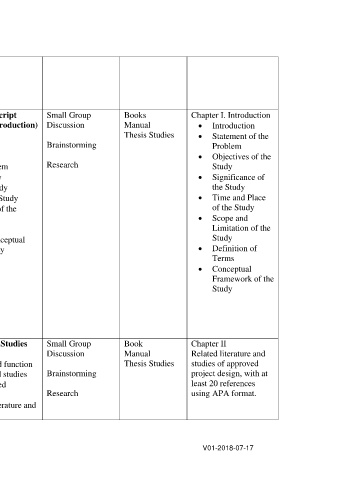 cript
roduction)
em
dy
Study
of the
ceptual
y
Small Group
Discussion
Brainstorming
Research
Books
Manual
Thesis Studies
Chapter I. Introduction
• Introduction
• Statement of the
Problem
• Objectives of the
Study
• Significance of
the Study
• Time and Place
of the Study
• Scope and
Limitation of the
Study
• Definition of
Terms
• Conceptual
Framework of the
Study
Studies
d function
l studies
ed
erature and
Small Group
Discussion
Brainstorming
Research
Book
Manual
Thesis Studies
Chapter II
Related literature and
studies of approved
project design, with at
least 20 references
using APA format.
V01-2018-07-17